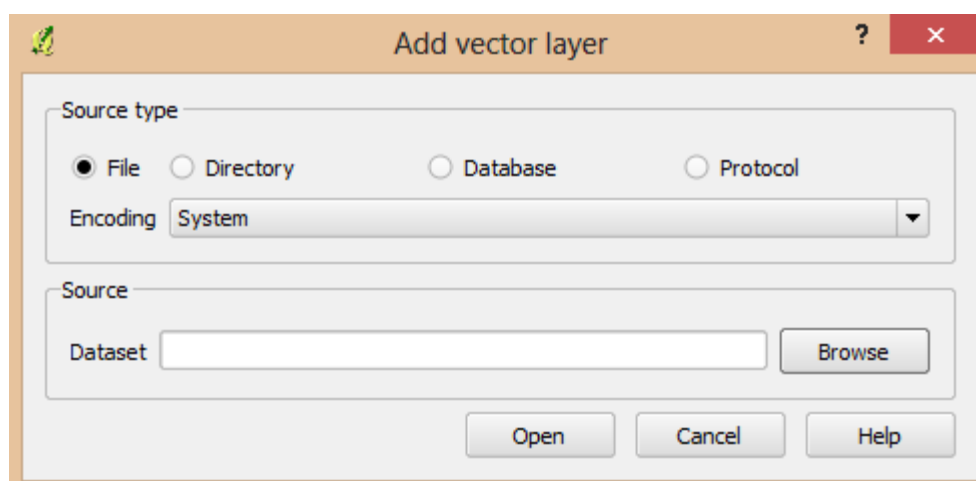 Add vector layer ?
Source type
File Directory Database Protocol
Encoding System
Source
Dataset Browse
Open Cancel Help